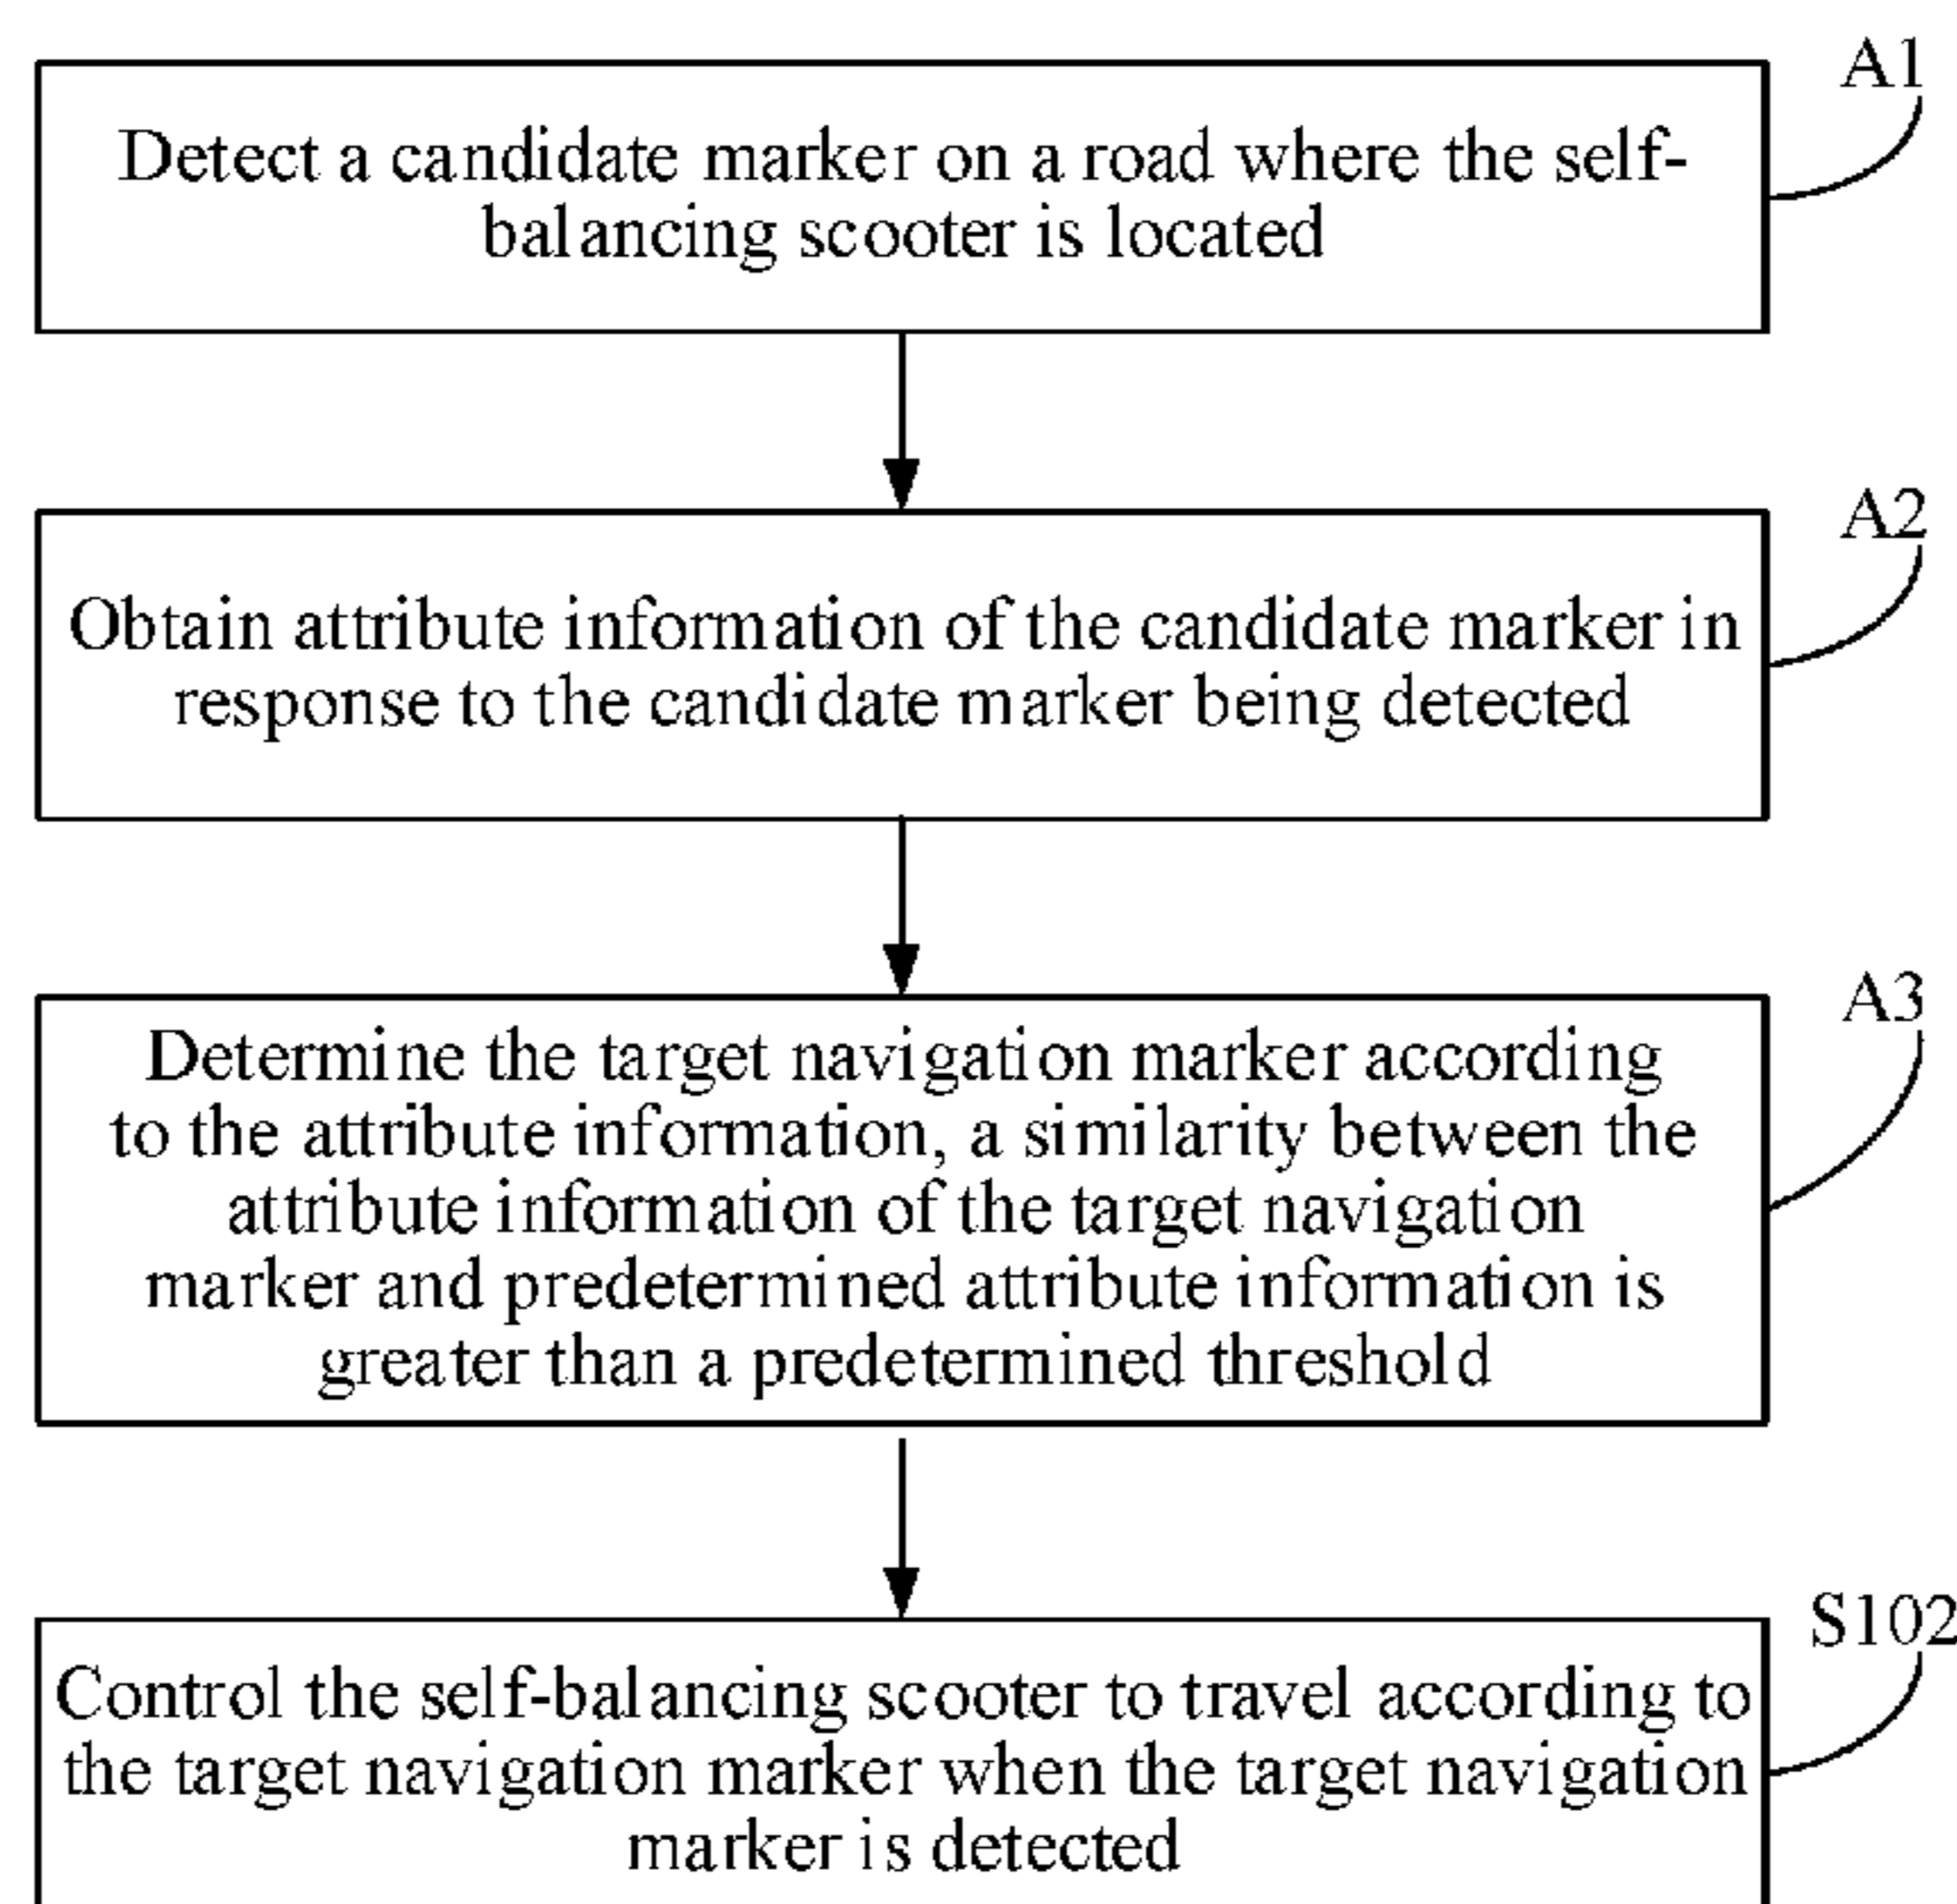 A1
Detect a candidate marker on a road where the self-
balancing scooter is located
A2
Obtain attribute information of the candidate marker in
response to the candidate marker being detected
A3
Determine the target navigation marker according
to the attribute information, a similarity between the
attribute information of the target navigation
marker and predetermined attribute information is
greater than a predetermined threshold
S102
Control the self-balancing scooter to travel according to
the target navigation marker when the target navigation
marker is detected